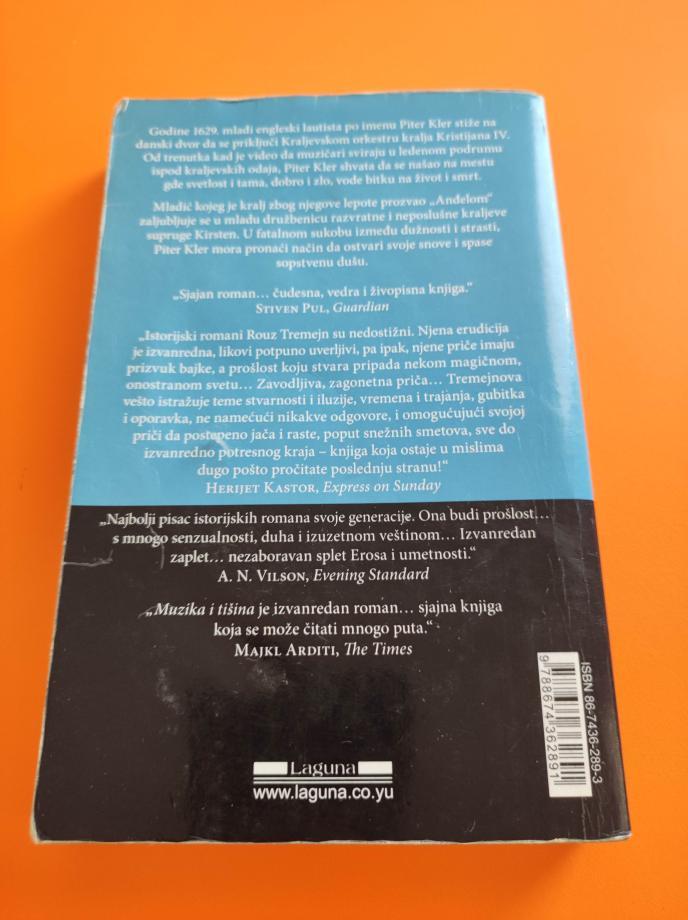 Godine 1629. mladi engleski lautista po imenu Piter Kler stiže na
danski dvor da se priključi Kraljevskom orkestru kralja Kristijana IV.
Od trenutka kad je video da muzičari sviraju u ledenom podrumu
ispod kraljevskih odaja, Piter Kler shvata da se našao na mestu
gde svetlost i tama, dobro i zlo, vode bitku na život i smrt.
Mladić kojeg je kralj zbog njegove lepote prozvao „Anđelom“
zaljubljuje se u mladu družbenicu razvratne i neposlušne kraljeve
supruge Kirsten. U fatalnom sukobu između dužnosti i strasti,
Piter Kler mora pronaći način da ostvari svoje snove i spase
sopstvenu dušu.
„Sjajan roman… čudesna, vedra i živopisna knjiga.“
Stiven Pul, Guardian
„Istorijski romani Rouz Tremejn su nedostižni. Njena erudicija
je izvanredna, likovi potpuno uverljivi, pa ipak, njene priče imaju
prizvuk bajke, a prošlost koju stvara pripada nekom magičnom,
onostranom svetu… Zavodljiva, zagonetna priča… Tremejnova
vešto istražuje teme stvarnosti i iluzije, vremena i trajanja, gubitka
i oporavka, ne namećući nikakve odgovore, i omogućujući svojoj
priči da postepeno jača i raste, poput snežnih smetova, sve do
izvanredno potresnog kraja – knjiga koja ostaje u mislima
dugo pošto pročitate poslednju stranu!“
Herijet Kastor, Express on Sunday
„Najbolji pisac istorijskih romana svoje generacije. Ona budi prošlost…
s mnogo senzualnosti, duha i izuzetnom veštinom… Izvanredan
zaplet… nezaboravan splet Erosa i umetnosti.“
A. N. Vilson, Evening Standard
„Muzika i tišina je izvanredan roman… sjajna knjiga
koja se može čitati mnogo puta.“
Majkl Arditi, The Times
ISBN 86-7436-289-3
9 788674 362891
Laguna
www.laguna.co.yu